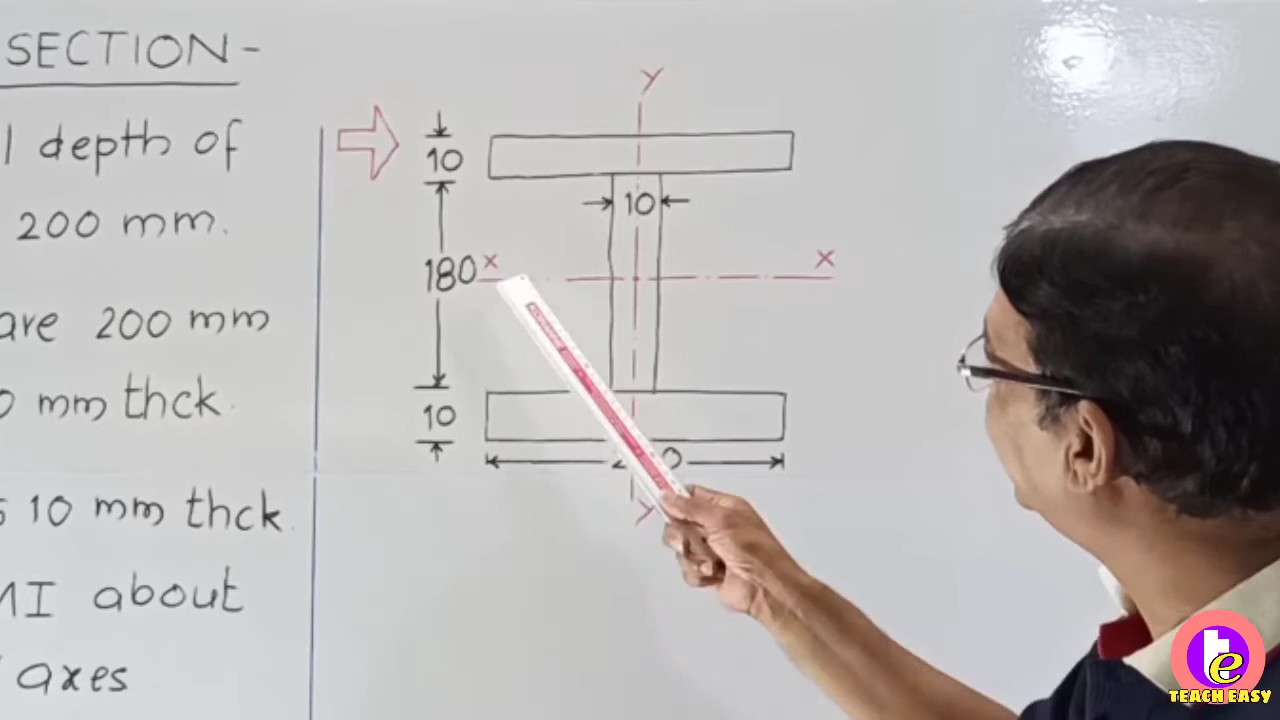 SECTION-
depth of
200 mm.
are 200 mm
mm thck.
10 mm thck.
about
axes
Y
10
10
180
X
X
10
Y
te
TEACH EASY